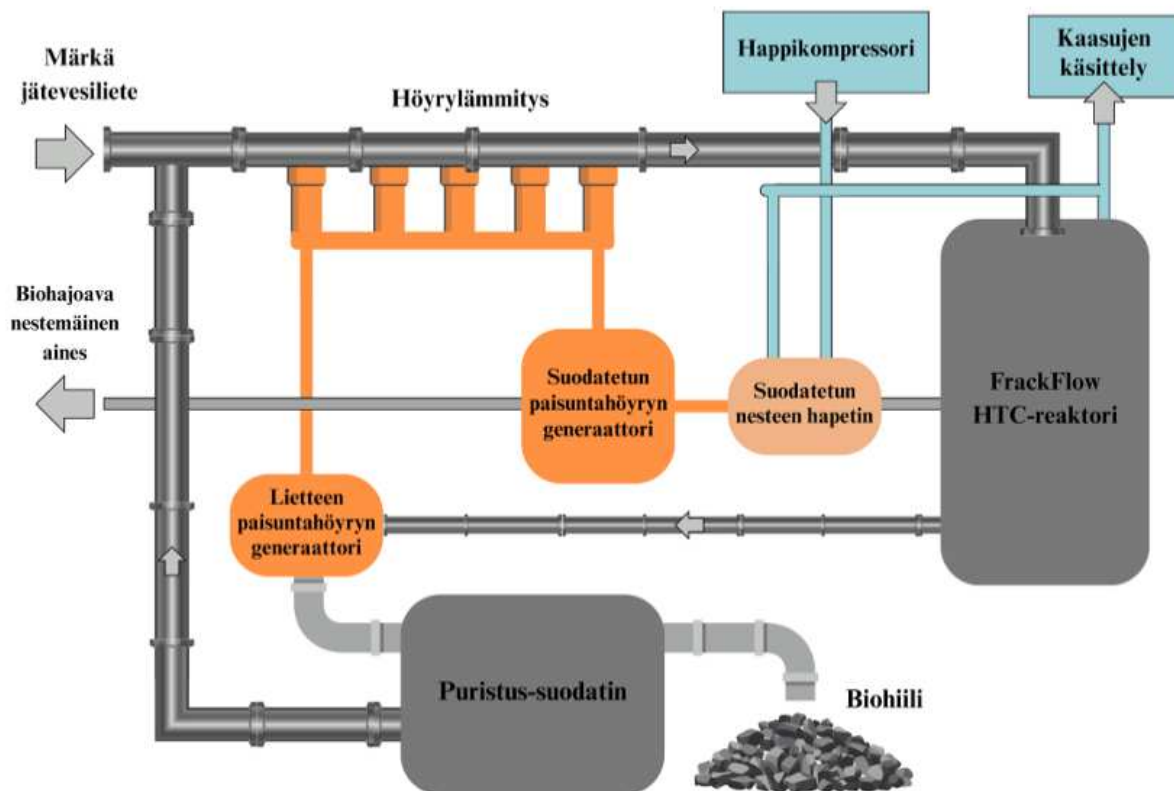 Märkä
jätevesiliete
Höyrylämmitys
Happikompressori
Kaasujen
käsittely
Biohajoava
nestemäinen
aines
Suodatetun
paisuntahöyryn
generaattori
Suodatetun
nesteen hapetin
FrackFlow
HTC-reaktori
Lietteen
paisuntahöyryn
generaattori
Puristus-suodatin
Biohiili